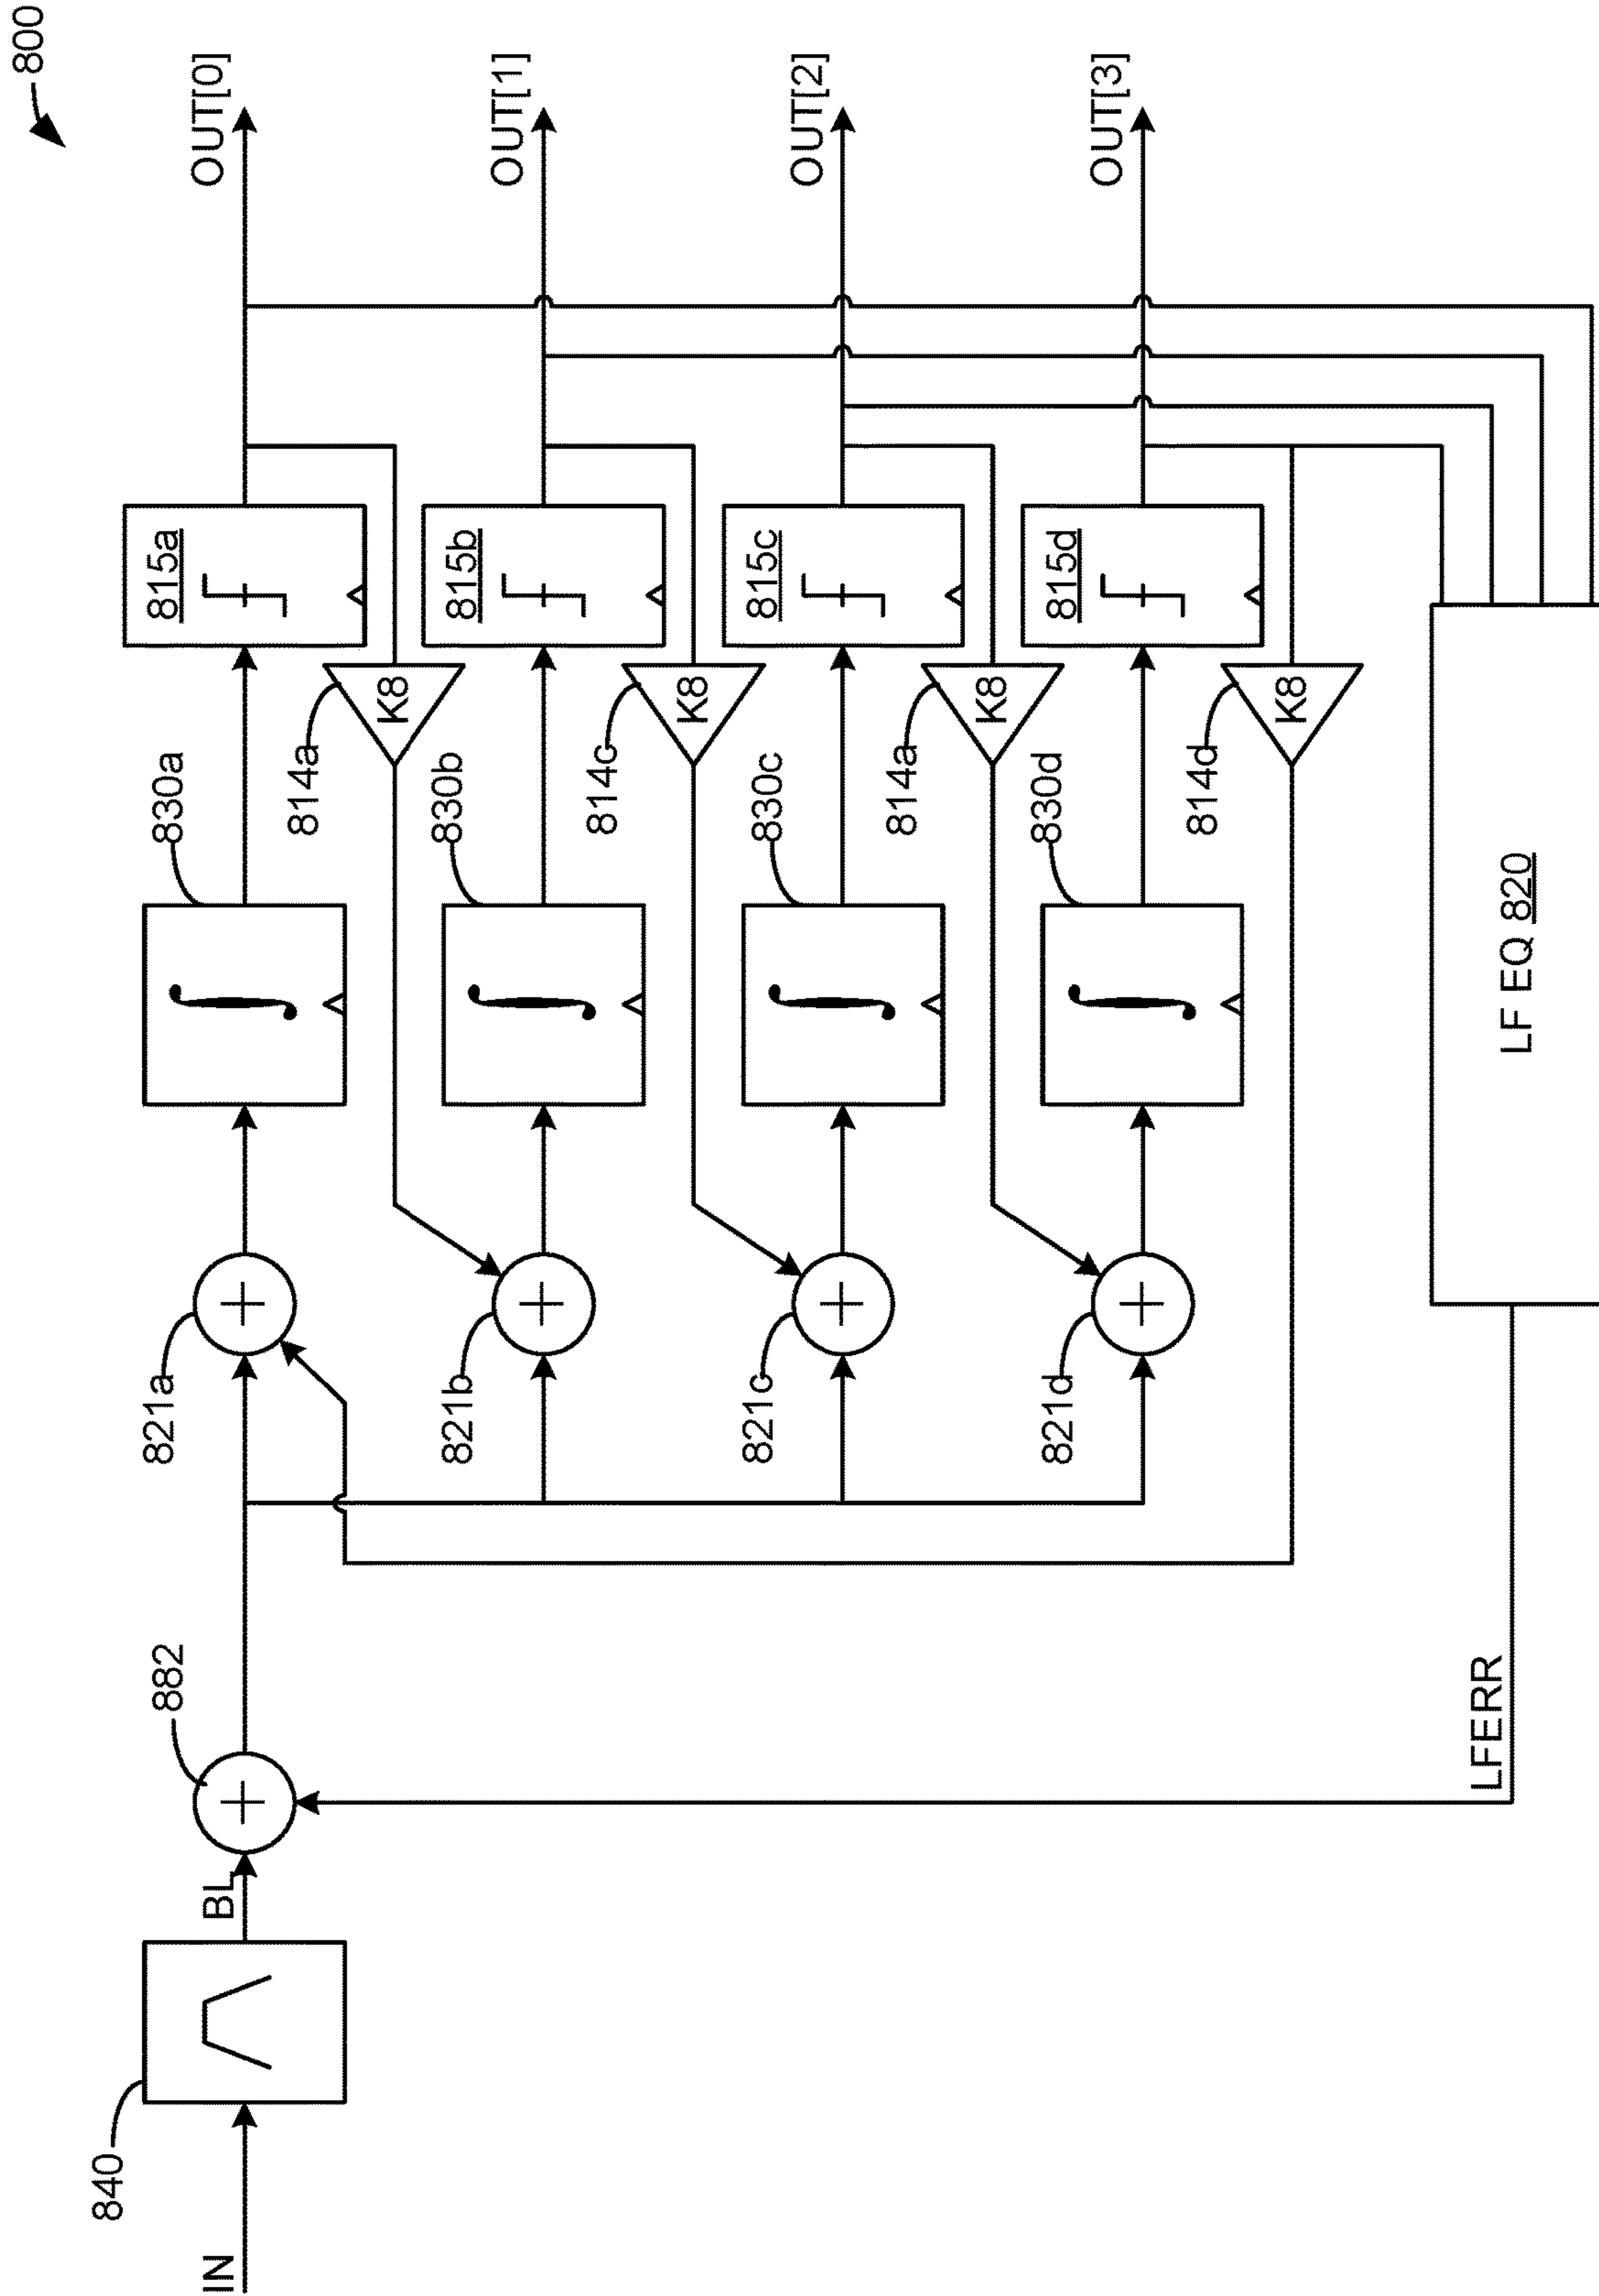 800
IN
840
BL
882
LFERR
821a
830a
815a
814a
K8
OUT[0]
821b
830b
815b
814c
K8
OUT[1]
821c
830c
815c
814a
K8
OUT[2]
821d
830d
815d
814d
K8
OUT[3]
LF EQ 820